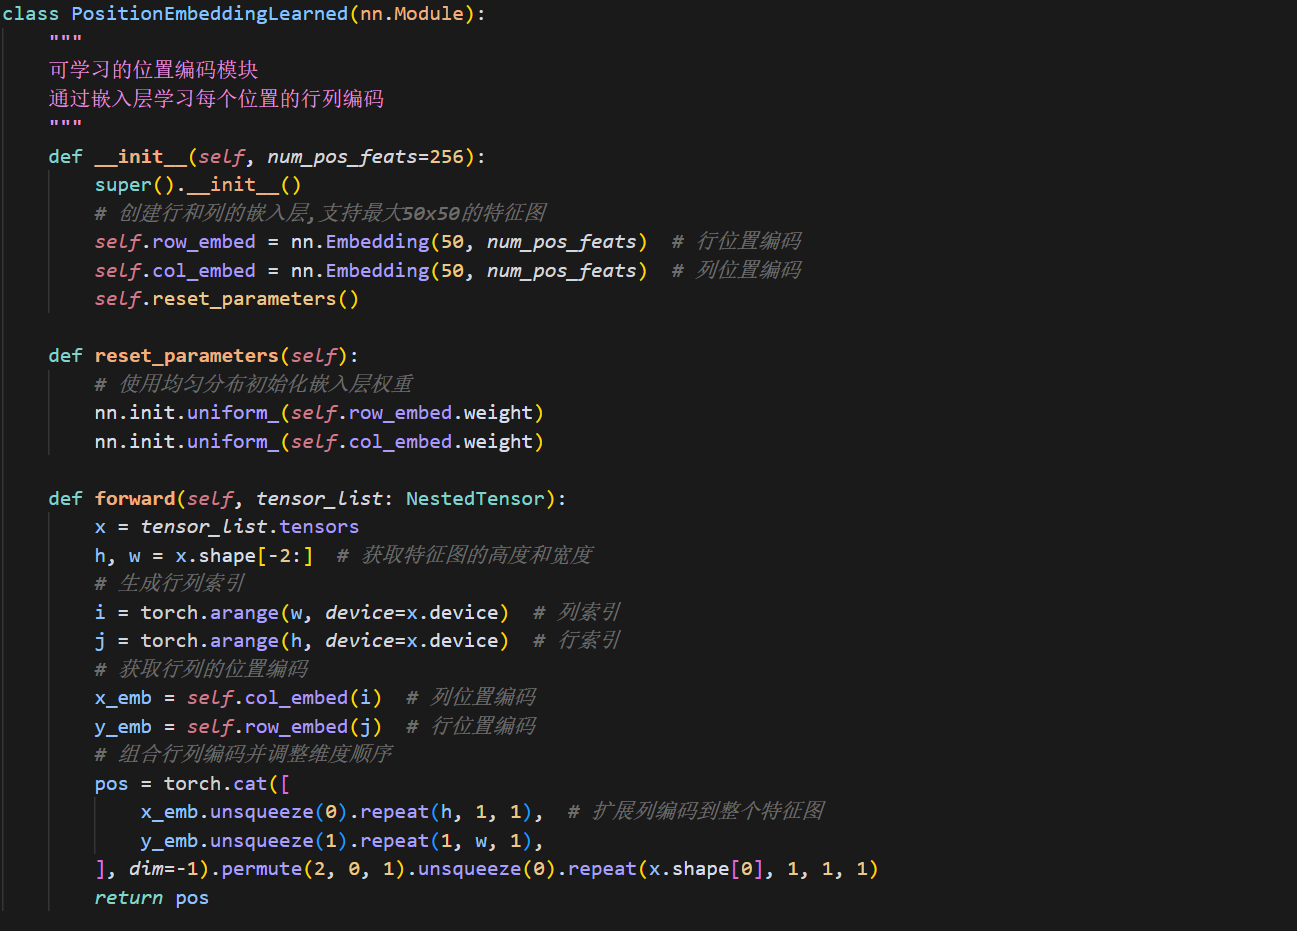 class PositionEmbeddingLearned(nn.Module):
    """
    可学习的位置编码模块
    通过嵌入层学习每个位置的行列编码
    """
    def __init__(self, num_pos_feats=256):
        super().__init__()
        # 创建行和列的嵌入层,支持最大50x50的特征图
        self.row_embed = nn.Embedding(50, num_pos_feats)  # 行位置编码
        self.col_embed = nn.Embedding(50, num_pos_feats)  # 列位置编码
        self.reset_parameters()

    def reset_parameters(self):
        # 使用均匀分布初始化嵌入层权重
        nn.init.uniform_(self.row_embed.weight)
        nn.init.uniform_(self.col_embed.weight)

    def forward(self, tensor_list: NestedTensor):
        x = tensor_list.tensors
        h, w = x.shape[-2:]  # 获取特征图的高度和宽度
        # 生成行列索引
        i = torch.arange(w, device=x.device)  # 列索引
        j = torch.arange(h, device=x.device)  # 行索引
        # 获取行列的位置编码
        x_emb = self.col_embed(i)  # 列位置编码
        y_emb = self.row_embed(j)  # 行位置编码
        # 组合行列编码并调整维度顺序
        pos = torch.cat([
            x_emb.unsqueeze(0).repeat(h, 1, 1),  # 扩展列编码到整个特征图
            y_emb.unsqueeze(1).repeat(1, w, 1),
        ], dim=-1).permute(2, 0, 1).unsqueeze(0).repeat(x.shape[0], 1, 1, 1)
        return pos